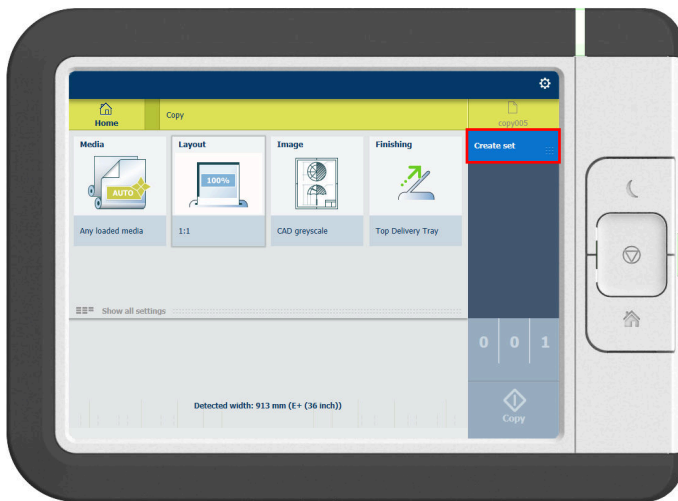 Home
Copy
copy005
Media
Layout
Image
Finishing
Create set
AUTO
100%
Any loaded media
1:1
CAD greyscale
Top Delivery Tray
Show all settings
0 0 1
Detected width: 913 mm (E+ (36 inch))
Copy